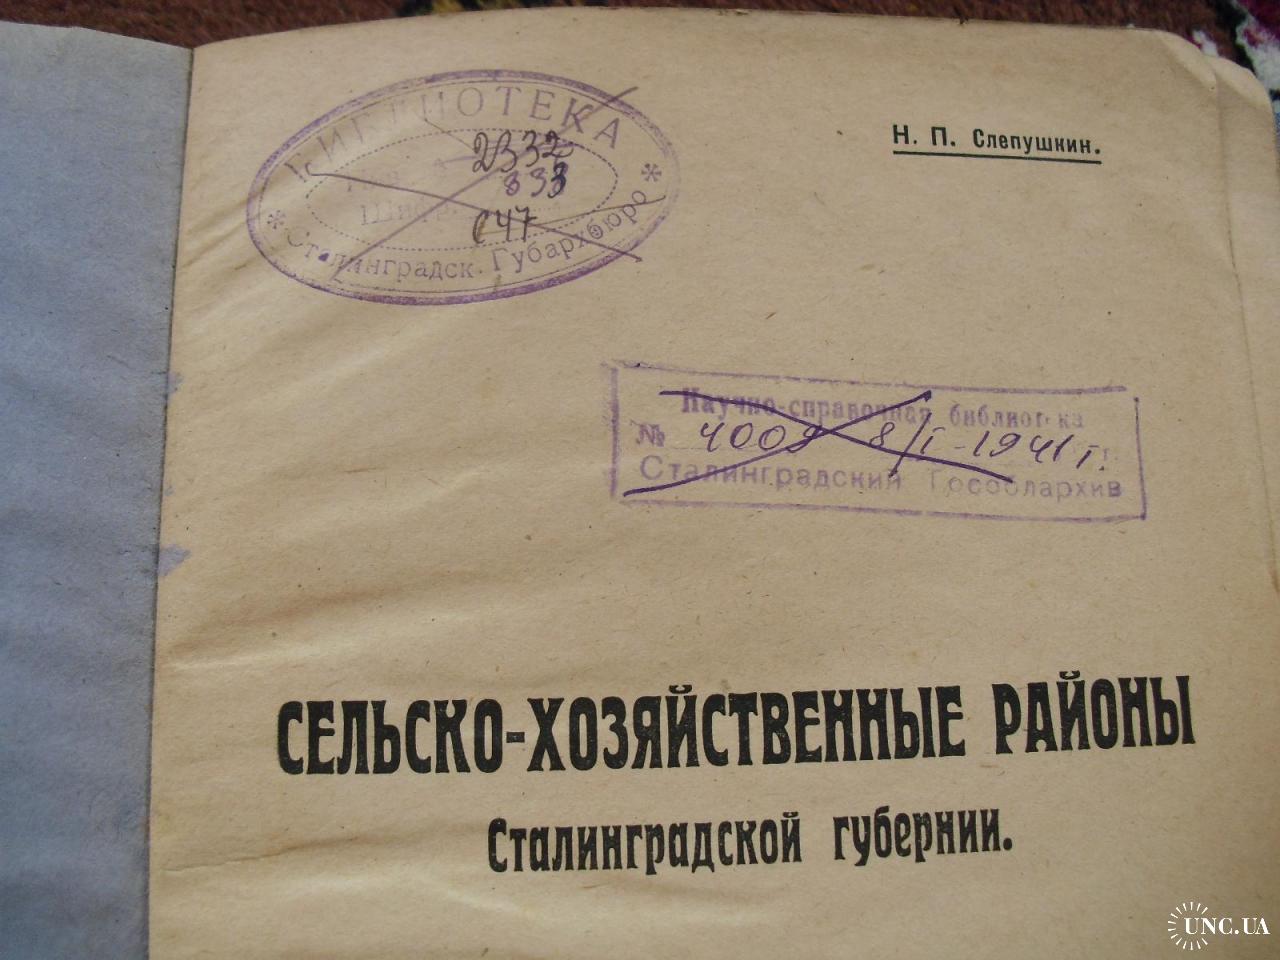 БИБЛИОТЕКА
2332
833
С47
Сталинградск. Губархбюро
Н. П. Слепушкин.
Научно-справочная библиотека
№ 4009 8/I-1941 г.
Сталинградский Гособлархив
СЕЛЬСКО-ХОЗЯЙСТВЕННЫЕ РАЙОНЫ
Сталинградской губернии.
UNC.UA